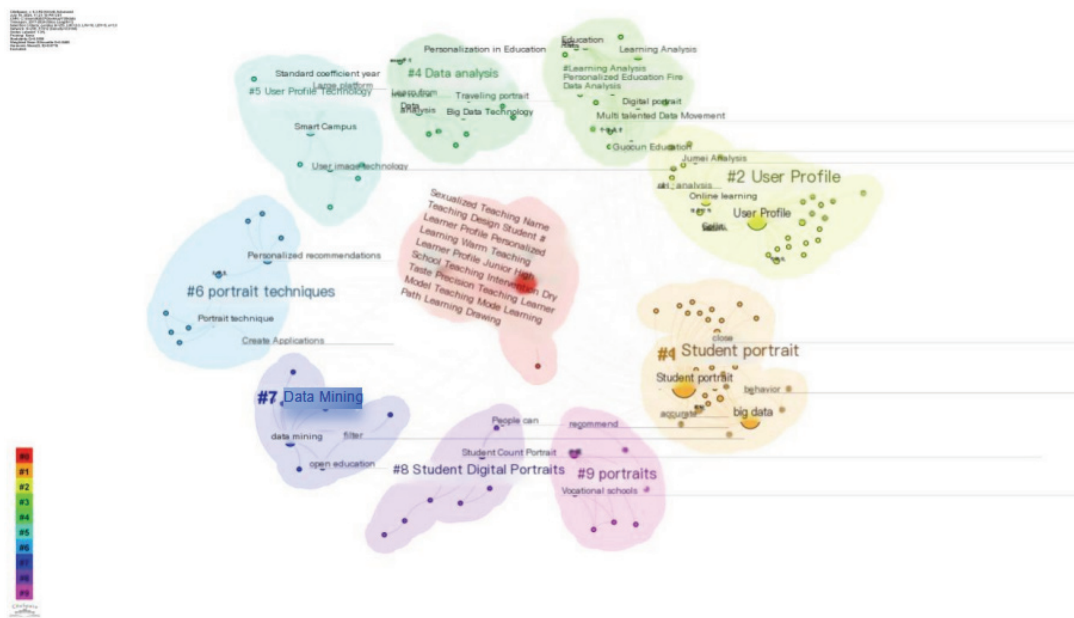 Education
Personalization in Education
Learning Analysis
#4 Data analysis
#Learning Analysis
Personalized Education Fire
Data Analysis
Standard coefficient year
Large platform
#5 User Profile Technology
Learn from
Traveling portrait
Data
analysis
Big Data Technology
Digital portrait
Multi talented Data Movement
Smart Campus
Guocun Education
User image technology
Jumei Analysis
#2 User Profile
analysis
Online learning
User Profile
Sexualized Teaching Name
Teaching Design Student #
Learner Profile Personalized
Learning Warm Teaching
Learner Profile Junior High
School Teaching Intervention Dry
Taste Precision Teaching Learner
Model Teaching Mode Learning
Path Learning Drawing
Personalized recommendations
#6 portrait techniques
Portrait technique
Create Applications
close
Student portrait
Student portrait
behavior
accurate
big data
#7 Data Mining
data mining
filter
open education
People can
recommend
Student Count Portrait
#8 Student Digital Portraits
#9 portraits
Vocational schools
#0
#1
#2
#3
#4
#5
#6
#7
#8
#9
CiteSpace